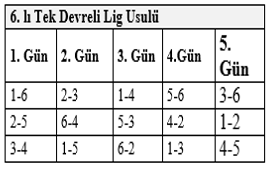 6. h Tek Devreli Lig Usulü
1. Gün 2. Gün 3. Gün 4.Gün 5. Gün
1-6 2-3 1-4 5-6 3-6
2-5 6-4 5-3 4-2 1-2
3-4 1-5 6-2 1-3 4-5